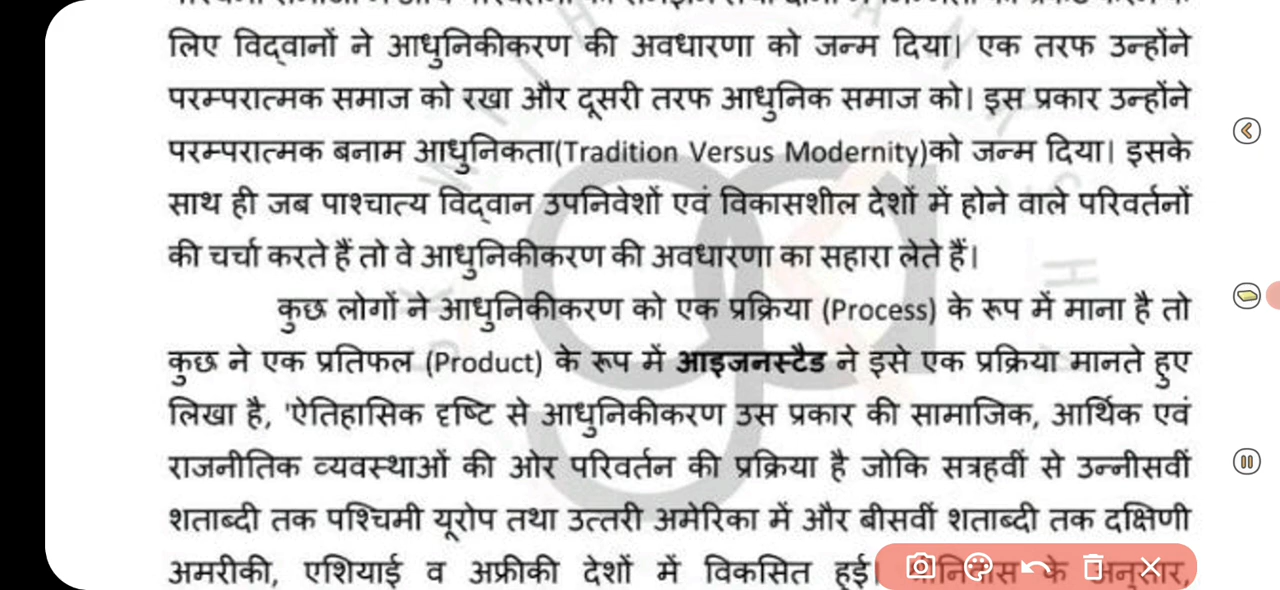 लिए विद्वानों ने आधुनिकीकरण की अवधारणा को जन्म दिया। एक तरफ उन्होंने
परम्परात्मक समाज को रखा और दूसरी तरफ आधुनिक समाज को। इस प्रकार उन्होंने
परम्परात्मक बनाम आधुनिकता(Tradition Versus Modernity)को जन्म दिया। इसके
साथ ही जब पाश्चात्य विद्वान उपनिवेशों एवं विकासशील देशों में होने वाले परिवर्तनों
की चर्चा करते हैं तो वे आधुनिकीकरण की अवधारणा का सहारा लेते हैं।
कुछ लोगों ने आधुनिकीकरण को एक प्रक्रिया (Process) के रूप में माना है तो
कुछ ने एक प्रतिफल (Product) के रूप में आइजनस्टैड ने इसे एक प्रक्रिया मानते हुए
लिखा है, 'ऐतिहासिक दृष्टि से आधुनिकीकरण उस प्रकार की सामाजिक, आर्थिक एवं
राजनीतिक व्यवस्थाओं की ओर परिवर्तन की प्रक्रिया है जोकि सत्रहवीं से उन्नीसवीं
शताब्दी तक पश्चिमी यूरोप तथा उत्तरी अमेरिका में और बीसवीं शताब्दी तक दक्षिणी
अमरीकी, एशियाई व अफ्रीकी देशों में विकसित हुई। के अनुसार,